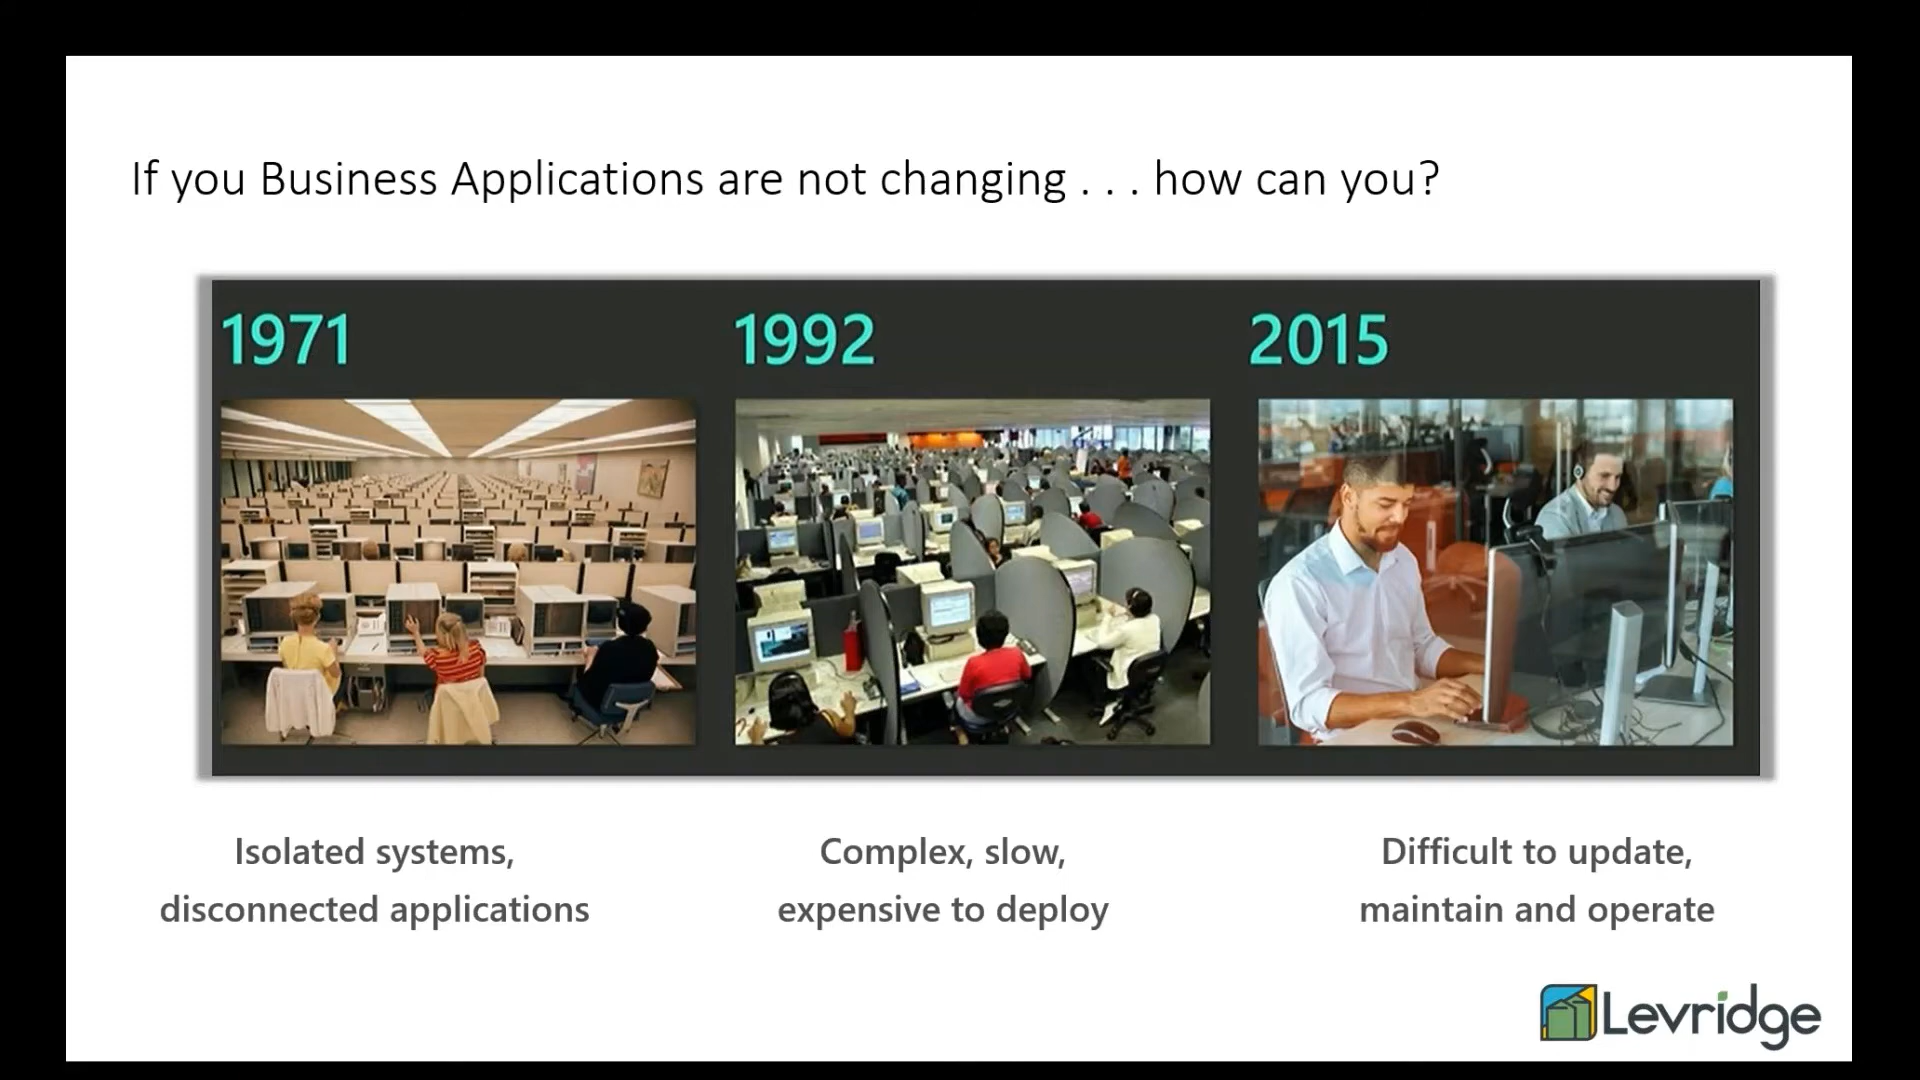 If you Business Applications are not changing . . . how can you?
1971
1992
2015
Isolated systems,
disconnected applications
Complex, slow,
expensive to deploy
Difficult to update,
maintain and operate
Levridge